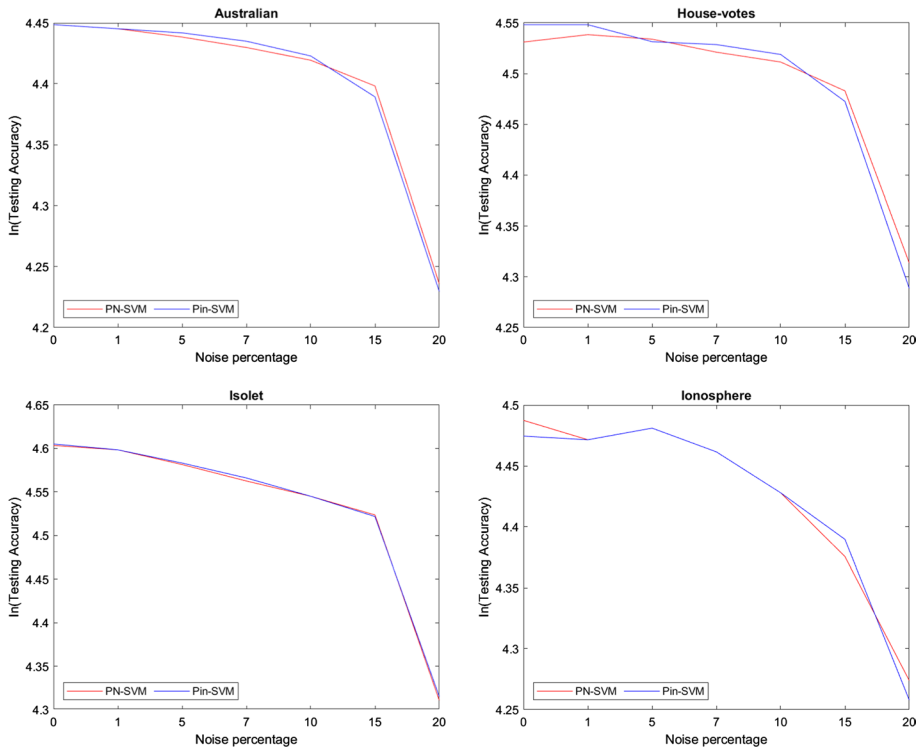 Australian
4.45
4.4
4.35
4.3
4.25
4.2
ln(Testing Accuracy)
PN-SVM Pin-SVM
0 1 5 7 10 15 20
Noise percentage
House-votes
4.55
4.5
4.45
4.4
4.35
4.3
4.25
ln(Testing Accuracy)
PN-SVM Pin-SVM
0 1 5 7 10 15 20
Noise percentage
Isolet
4.65
4.6
4.55
4.5
4.45
4.4
4.35
4.3
ln(Testing Accuracy)
PN-SVM Pin-SVM
0 1 5 7 10 15 20
Noise percentage
Ionosphere
4.5
4.45
4.4
4.35
4.3
4.25
ln(Testing Accuracy)
PN-SVM Pin-SVM
0 1 5 7 10 15 20
Noise percentage